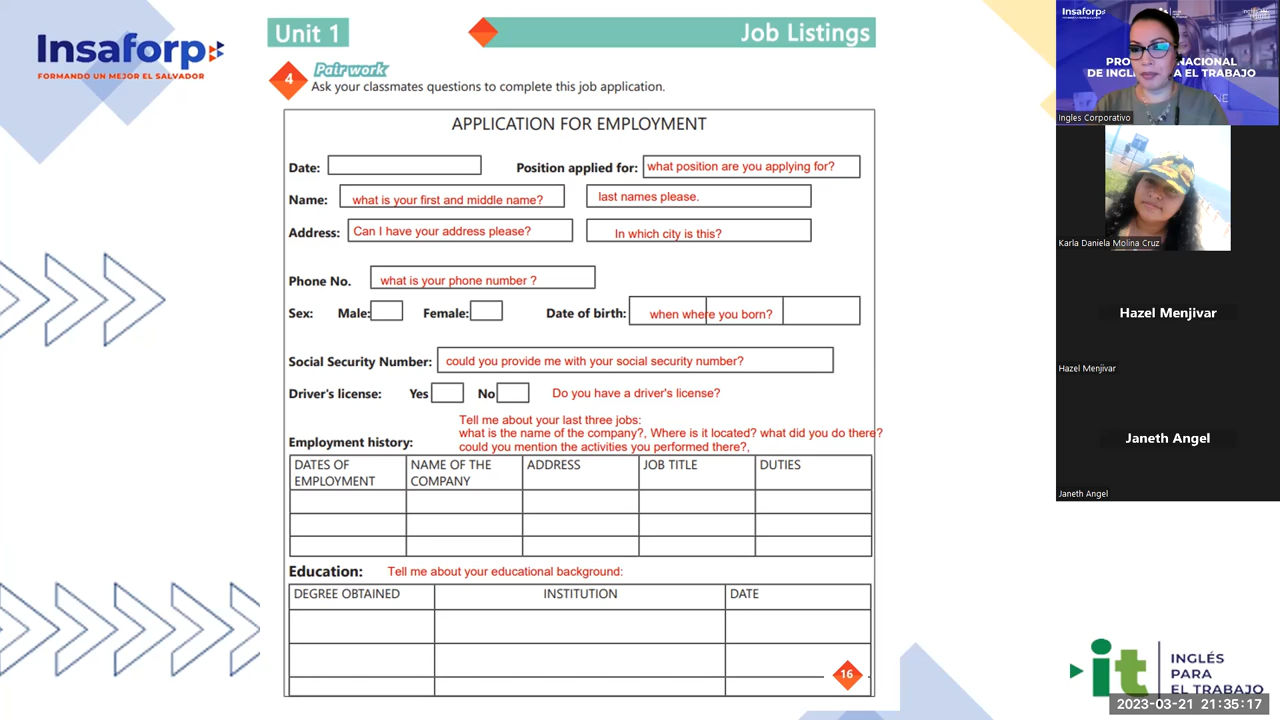 Insaforp
FORMANDO UN MEJOR EL SALVADOR
Unit 1
Job Listings
4
Pair work
Ask your classmates questions to complete this job application.
APPLICATION FOR EMPLOYMENT
Date:
Position applied for: what position are you applying for?
Name: what is your first and middle name? last names please.
Address: Can I have your address please? In which city is this?
Phone No. what is your phone number ?
Sex: Male: Female: Date of birth: when where you born?
Social Security Number: could you provide me with your social security number?
Driver's license: Yes No Do you have a driver's license?
Tell me about your last three jobs:
what is the name of the company?, Where is it located? what did you do there?
could you mention the activities you performed there?,
Employment history:
DATES OF EMPLOYMENT NAME OF THE COMPANY ADDRESS JOB TITLE DUTIES
Education: Tell me about your educational background:
DEGREE OBTAINED INSTITUTION DATE
16
Insaforp
PRO NACIONAL
DE INGL A EL TRABAJO
NE
Ingles Corporativo
Karla Daniela Molina Cruz
Hazel Menjivar
Hazel Menjivar
Janeth Angel
Janeth Angel
it
INGLÉS
PARA
EL TRABAJO
2023-03-21 21:35:17